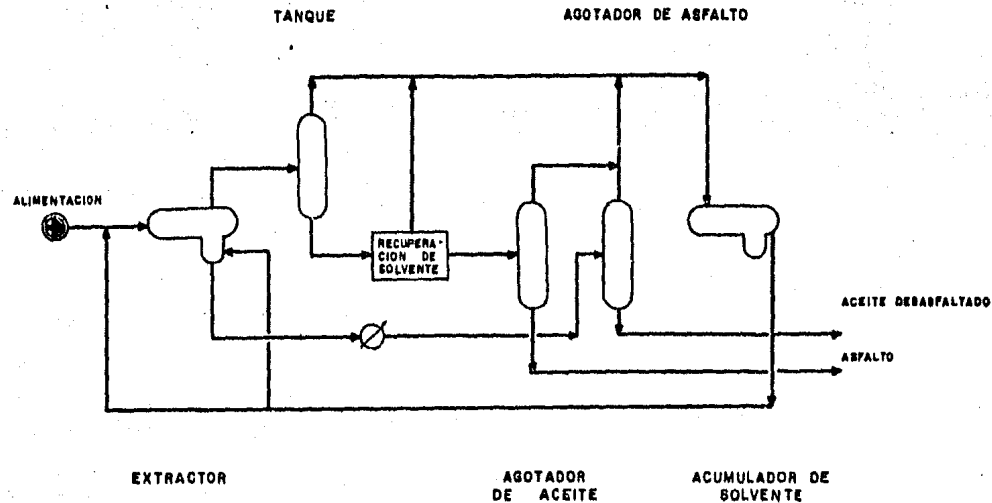 TANQUE
AGOTADOR DE ASFALTO
ALIMENTACION
RECUPERA-
CION DE
SOLVENTE
ACEITE DESASFALTADO
ASFALTO
EXTRACTOR
AGOTADOR
DE ACEITE
ACUMULADOR DE
SOLVENTE